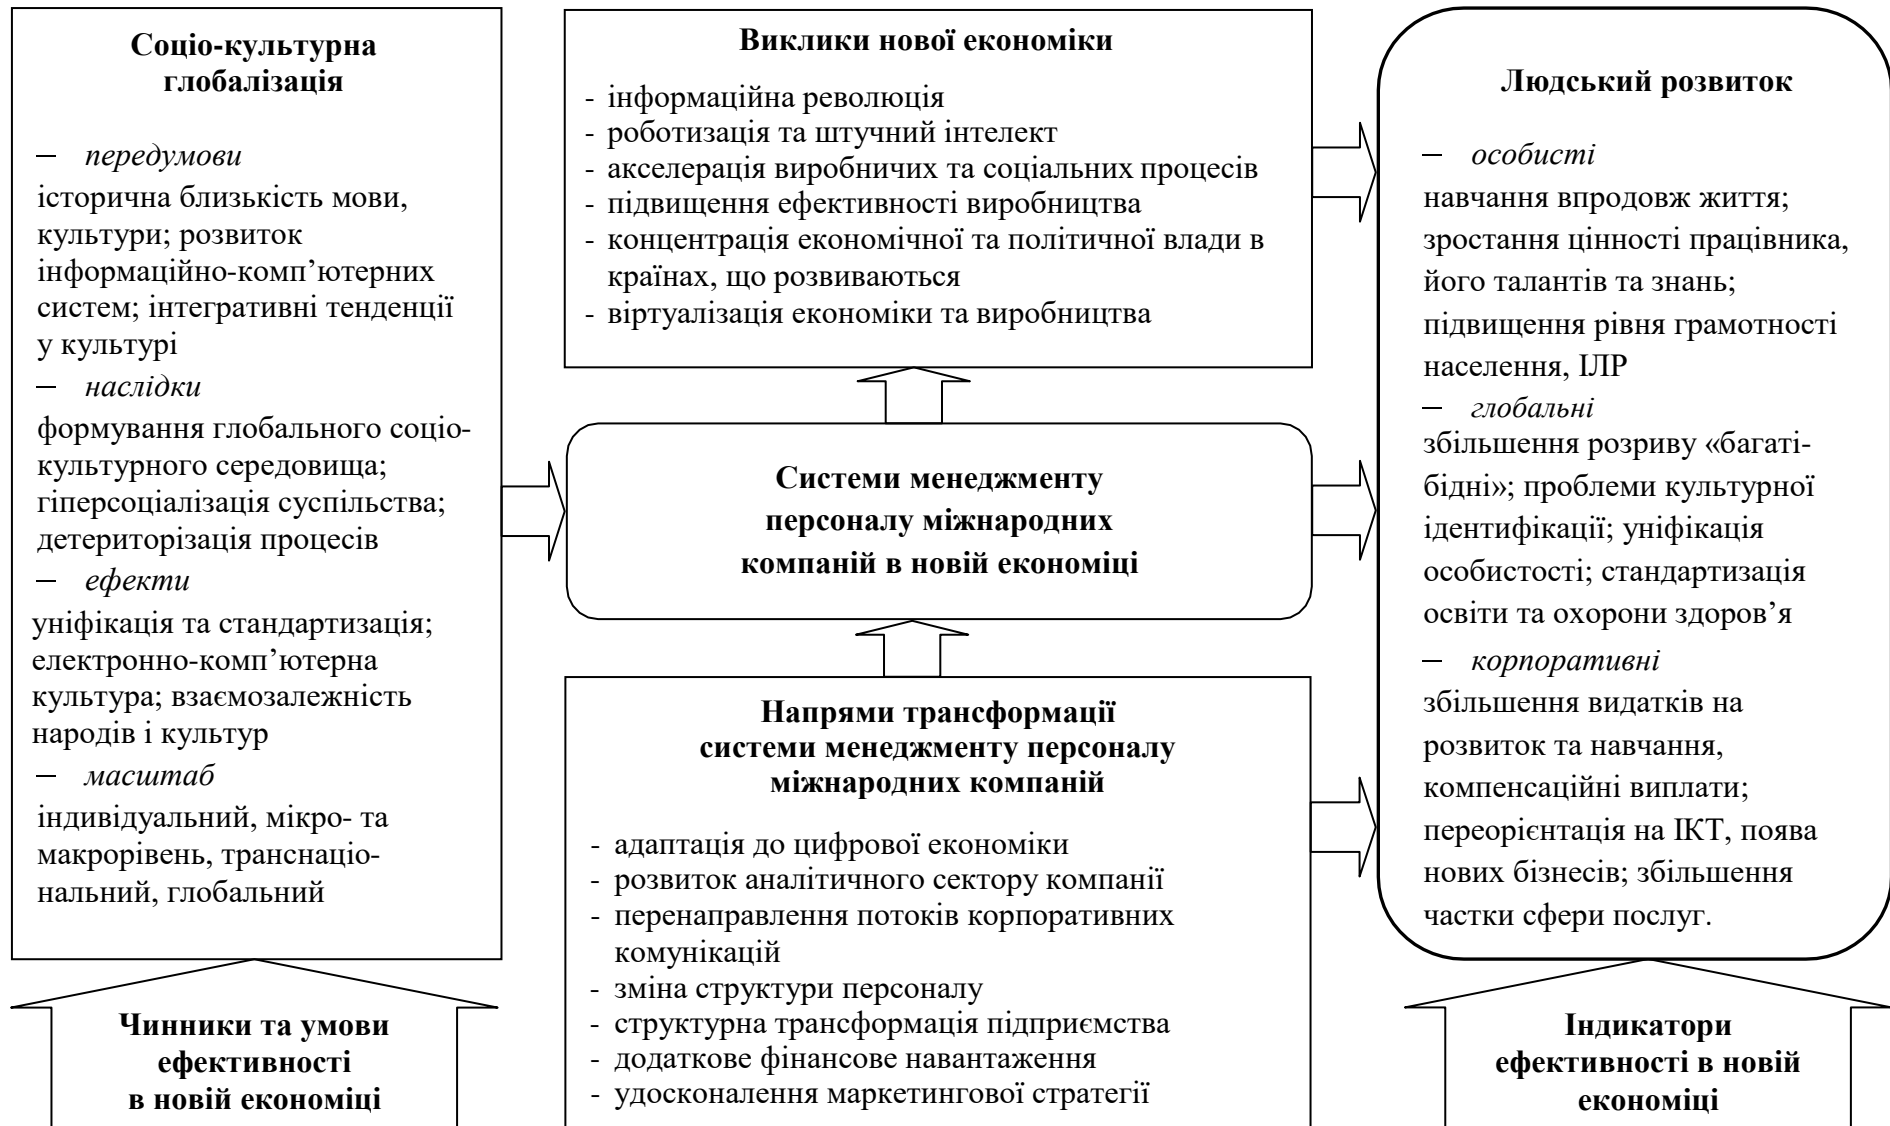 Соціо-культурна
глобалізація
– передумови
історична близькість мови,
культури; розвиток
інформаційно-комп’ютерних
систем; інтегративні тенденції
у культурі
– наслідки
формування глобального соціо-
культурного середовища;
гіперсоціалізація суспільства;
детериторізація процесів
– ефекти
уніфікація та стандартизація;
електронно-комп’ютерна
культура; взаємозалежність
народів і культур
– масштаб
індивідуальний, мікро- та
макрорівень, транснаціо-
нальний, глобальний
Чинники та умови
ефективності
в новій економіці
Виклики нової економіки
- інформаційна революція
- роботизація та штучний інтелект
- акселерація виробничих та соціальних процесів
- підвищення ефективності виробництва
- концентрація економічної та політичної влади в
країнах, що розвиваються
- віртуалізація економіки та виробництва
Системи менеджменту
персоналу міжнародних
компаній в новій економіці
Напрями трансформації
системи менеджменту персоналу
міжнародних компаній
- адаптація до цифрової економіки
- розвиток аналітичного сектору компанії
- перенаправлення потоків корпоративних
комунікацій
- зміна структури персоналу
- структурна трансформація підприємства
- додаткове фінансове навантаження
- удосконалення маркетингової стратегії
Людський розвиток
– особисті
навчання впродовж життя;
зростання цінності працівника,
його талантів та знань;
підвищення рівня грамотності
населення, ІЛР
– глобальні
збільшення розриву «багаті-
бідні»; проблеми культурної
ідентифікації; уніфікація
особистості; стандартизація
освіти та охорони здоров’я
– корпоративні
збільшення видатків на
розвиток та навчання,
компенсаційні виплати;
переорієнтація на ІКТ, поява
нових бізнесів; збільшення
частки сфери послуг.
Індикатори
ефективності в новій
економіці